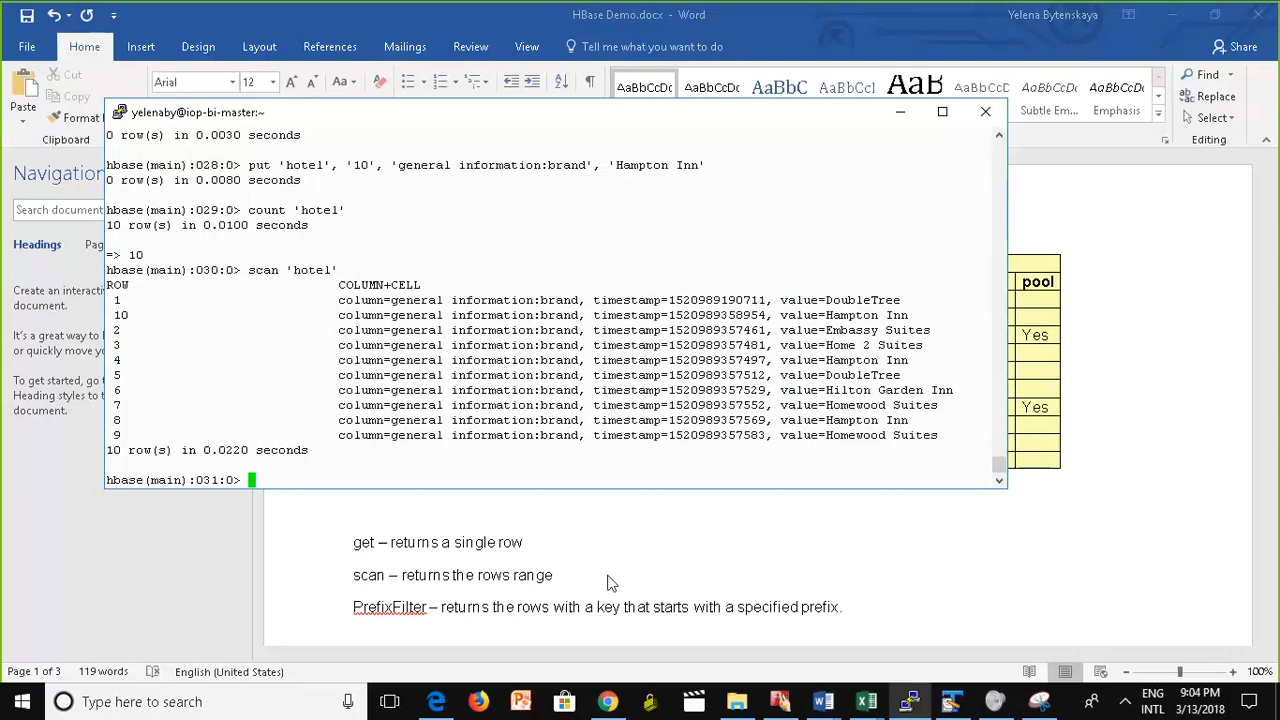 HBase Demo.docx - Word
Yelena Bytenskaya
File
Home
Insert
Design
Layout
References
Mailings
Review
View
Tell me what you want to do
Share
Paste
Cut
Copy
Format
Clipboard
Arial
12
Aa
AaBbCcDc
AaBbCcDc
AaBbC
AaBbCcl
AaB
AaBbCcD
AaBbCcDc
AaBbCcDc
Subtle Em...
Emphasis
Find
Replace
Select
Editing
Navigation
Search document
Headings
Pag
Create an interactiv
document.
It's a great way to k
or quickly move yo
To get started, go to
Heading styles to t
document.
yelenaby@iop-bi-master:~
0 row(s) in 0.0030 seconds
hbase(main):028:0> put 'hotel', '10', 'general information:brand', 'Hampton Inn'
0 row(s) in 0.0080 seconds
hbase(main):029:0> count 'hotel'
10 row(s) in 0.0100 seconds
=> 10
hbase(main):030:0> scan 'hotel'
ROW COLUMN+CELL
1 column=general information:brand, timestamp=1520989190711, value=DoubleTree
10 column=general information:brand, timestamp=1520989358954, value=Hampton Inn
2 column=general information:brand, timestamp=1520989357461, value=Embassy Suites
3 column=general information:brand, timestamp=1520989357481, value=Home 2 Suites
4 column=general information:brand, timestamp=1520989357497, value=Hampton Inn
5 column=general information:brand, timestamp=1520989357512, value=DoubleTree
6 column=general information:brand, timestamp=1520989357529, value=Hilton Garden Inn
7 column=general information:brand, timestamp=1520989357552, value=Homewood Suites
8 column=general information:brand, timestamp=1520989357569, value=Hampton Inn
9 column=general information:brand, timestamp=1520989357583, value=Homewood Suites
10 row(s) in 0.0220 seconds
hbase(main):031:0>
pool
Yes
Yes
get – returns a single row
scan – returns the rows range
PrefixFilter – returns the rows with a key that starts with a specified prefix.
Page 1 of 3
119 words
English (United States)
100%
Type here to search
ENG
INTL
9:04 PM
3/13/2018